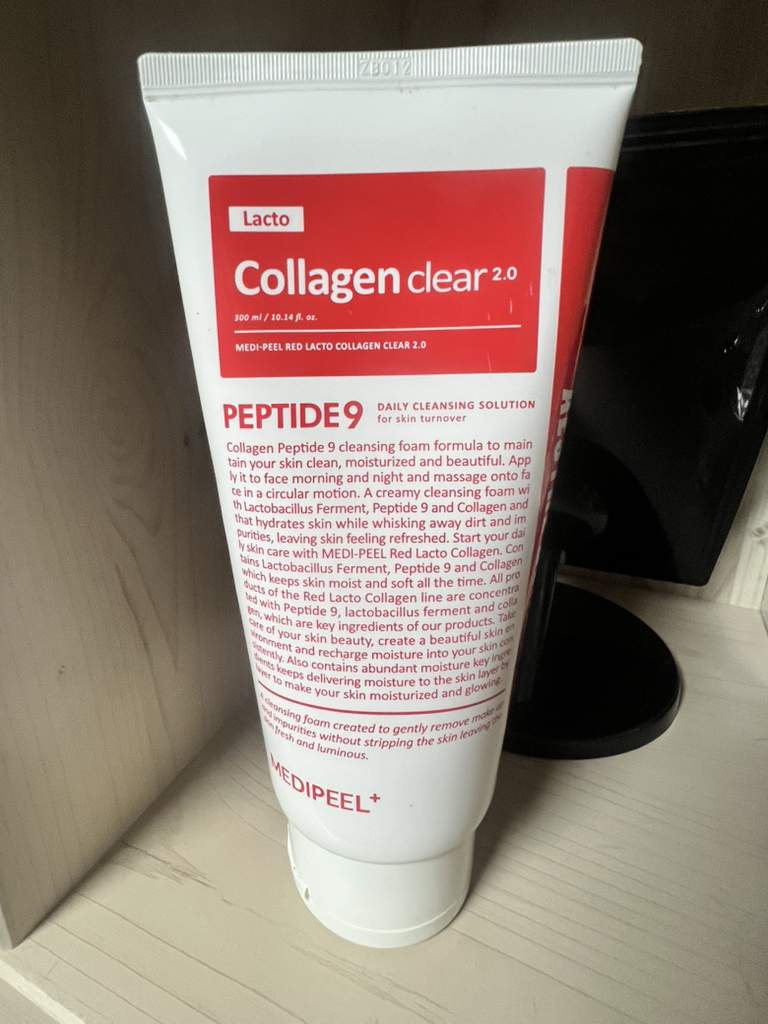 ZB012
Lacto
Collagen clear 2.0
300 ml / 10.14 fl. oz.
MEDI-PEEL RED LACTO COLLAGEN CLEAR 2.0
PEPTIDE 9 DAILY CLEANSING SOLUTION
for skin turnover
Collagen Peptide 9 cleansing foam formula to main
tain your skin clean, moisturized and beautiful. App
ly it to face morning and night and massage onto fa
ce in a circular motion. A creamy cleansing foam wi
th Lactobacillus Ferment, Peptide 9 and Collagen and
that hydrates skin while whisking away dirt and im
purities, leaving skin feeling refreshed. Start your dai
ly skin care with MEDI-PEEL Red Lacto Collagen. Con
tains Lactobacillus Ferment, Peptide 9 and Collagen
which keeps skin moist and soft all the time. All pro
ducts of the Red Lacto Collagen line are concentra
ted with Peptide 9, lactobacillus ferment and colla
gen, which are key ingredients of our products. Take
care of your skin beauty, create a beautiful skin en
vironment and recharge moisture into your skin con
sistently. Also contains abundant moisture key ingre
dients keeps delivering moisture to the skin layer by
layer to make your skin moisturized and glowing.
A cleansing foam created to gently remove make up
and impurities without stripping the skin leaving the
skin fresh and luminous.
MEDIPEEL+